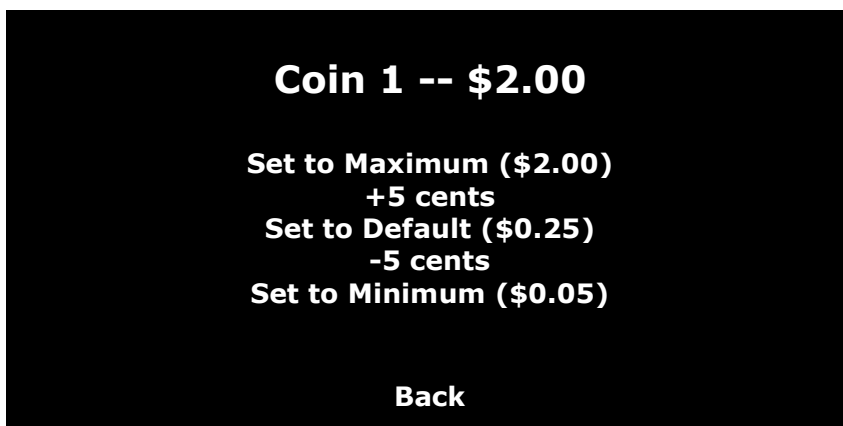 Coin 1 -- $2.00
Set to Maximum ($2.00)
+5 cents
Set to Default ($0.25)
-5 cents
Set to Minimum ($0.05)
Back